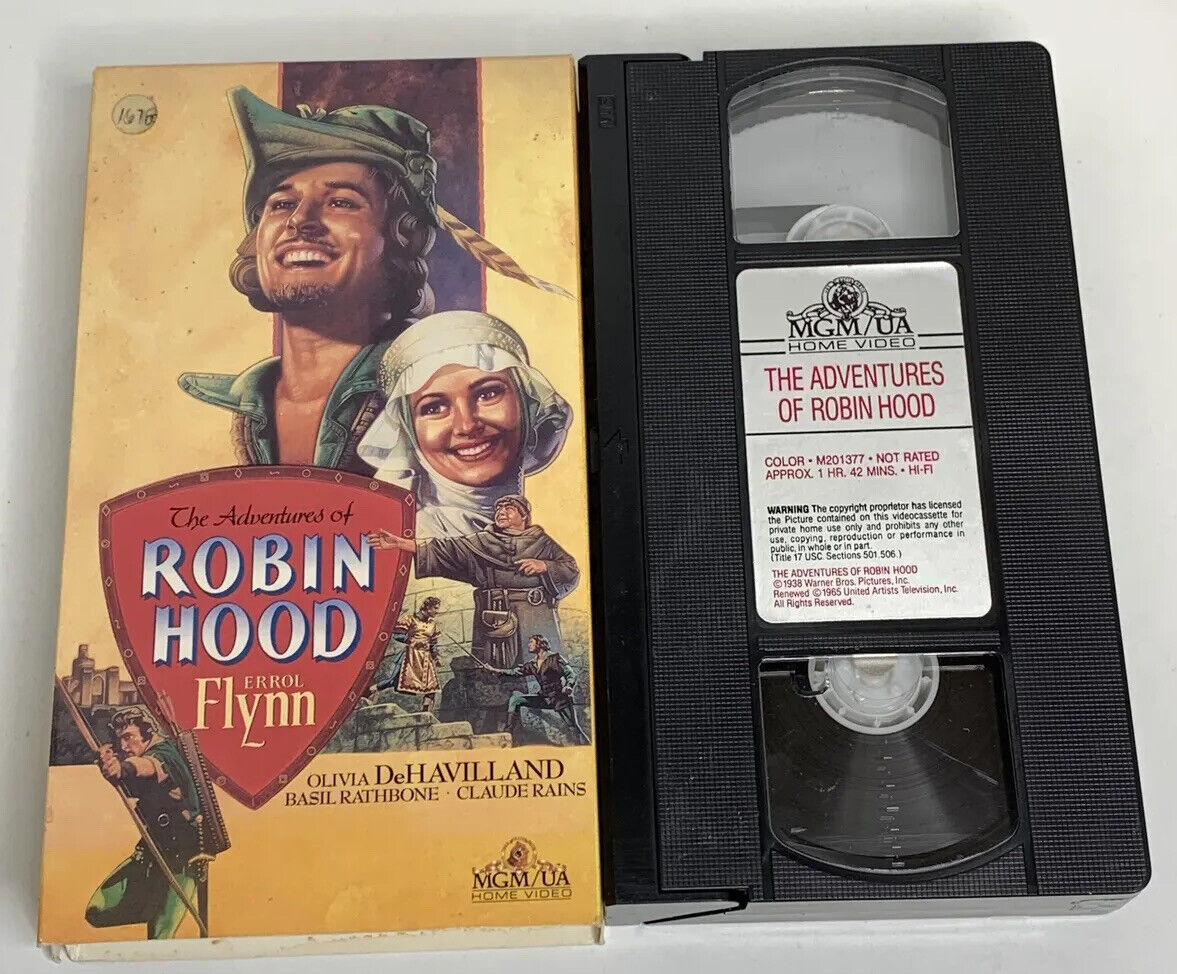 1676
The Adventures of
ROBIN
HOOD
ERROL
Flynn
OLIVIA DeHAVILLAND
BASIL RATHBONE · CLAUDE RAINS
MGM/UA
HOME VIDEO
MGM/UA
HOME VIDEO
THE ADVENTURES
OF ROBIN HOOD
COLOR • M201377 • NOT RATED
APPROX. 1 HR. 42 MINS. • HI-FI
WARNING The copyright proprietor has licensed
the Picture contained on this videocassette for
private home use only and prohibits any other
use, copying, reproduction or performance in
public, in whole or in part.
(Title 17 USC. Sections 501.506.)
THE ADVENTURES OF ROBIN HOOD
©1938 Warner Bros. Pictures, Inc.
Renewed ©1965 United Artists Television, Inc.
All Rights Reserved.